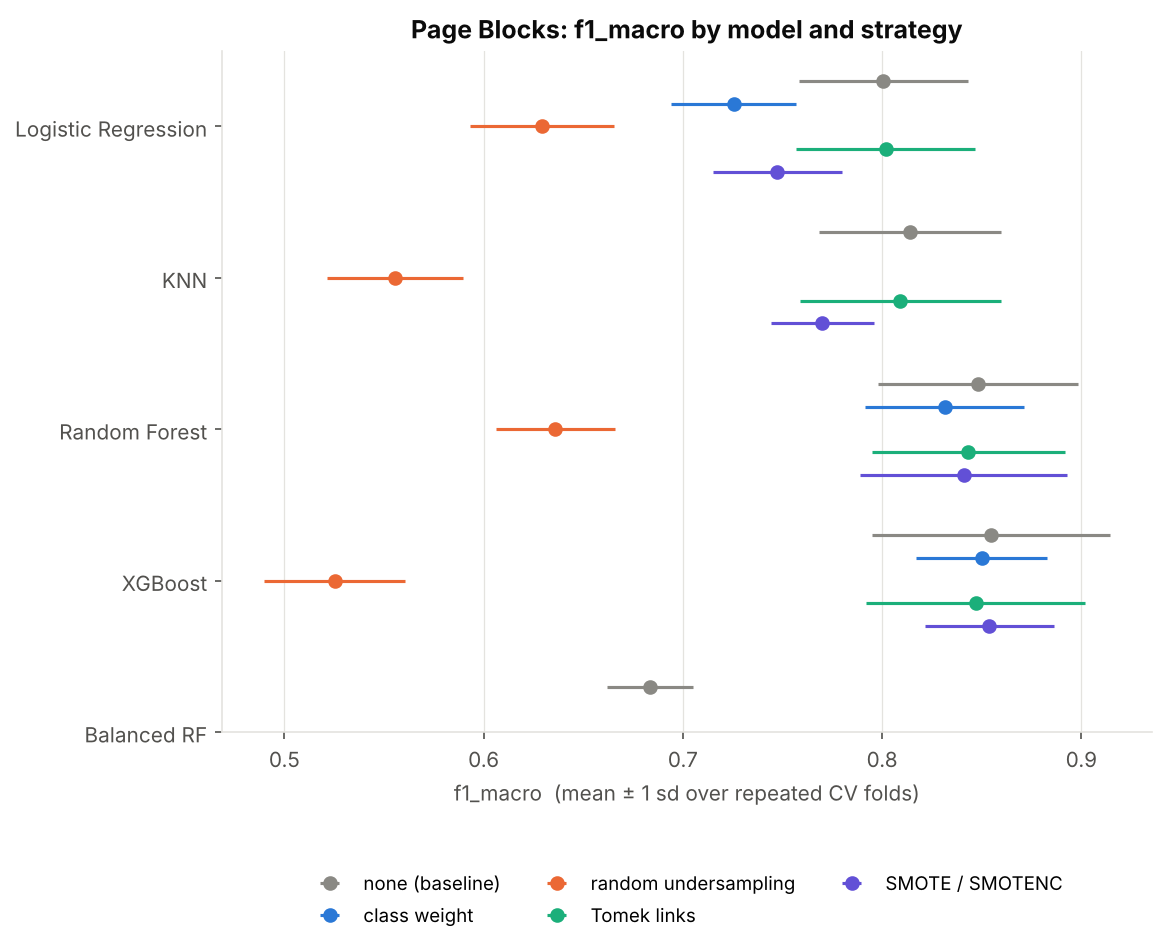 Page Blocks: f1_macro by model and strategy
Logistic Regression
KNN
Random Forest
XGBoost
Balanced RF
0.5 0.6 0.7 0.8 0.9
f1_macro (mean ± 1 sd over repeated CV folds)
none (baseline) random undersampling SMOTE / SMOTENC
class weight Tomek links